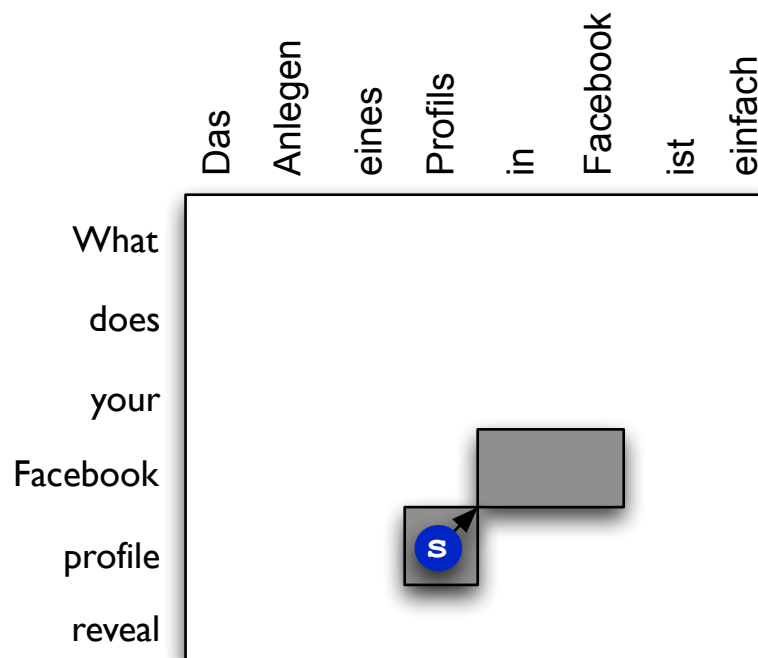 Das
Anlegen
eines
Profils
in
Facebook
ist
einfach
What
does
your
Facebook
profile
s
reveal